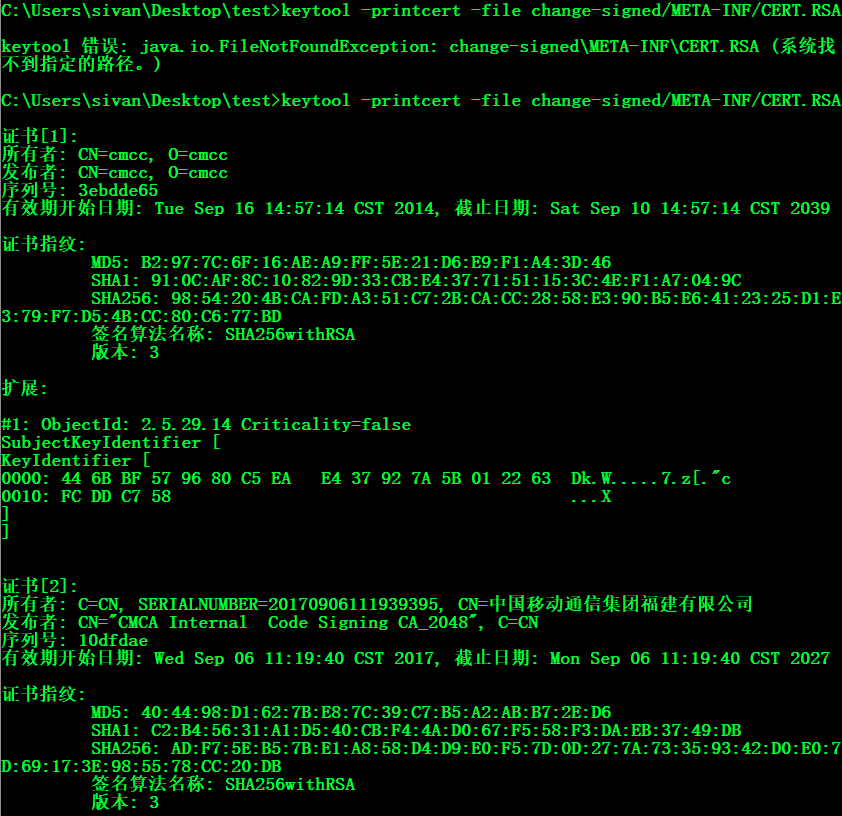 C:\Users\sivan\Desktop\test>keytool -printcert -file change-signed/META-INF/CERT.RSA
keytool 错误: java.io.FileNotFoundException: change-signed\META-INF\CERT.RSA (系统找
不到指定的路径。)
C:\Users\sivan\Desktop\test>keytool -printcert -file change-signed/META-INF/CERT.RSA
证书[1]:
所有者: CN=cmcc, O=cmcc
发布者: CN=cmcc, O=cmcc
序列号: 3ebdde65
有效期开始日期: Tue Sep 16 14:57:14 CST 2014, 截止日期: Sat Sep 10 14:57:14 CST 2039
证书指纹:
MD5: B2:97:7C:6F:16:AE:A9:FF:5E:21:D6:E9:F1:A4:3D:46
SHA1: 91:0C:AF:8C:10:82:9D:33:CB:E4:37:71:51:15:3C:4E:F1:A7:04:9C
SHA256: 98:54:20:4B:CA:FD:A3:51:C7:2B:CA:CC:28:58:E3:90:B5:E6:41:23:25:D1:E
3:79:F7:D5:4B:CC:80:C6:77:BD
签名算法名称: SHA256withRSA
版本: 3
扩展:
#1: ObjectId: 2.5.29.14 Criticality=false
SubjectKeyIdentifier [
KeyIdentifier [
0000: 44 6B BF 57 96 80 C5 EA   E4 37 92 7A 5B 01 22 63  Dk.W.....7.z[."c
0010: FC DD C7 58                                        ...X
]
]
证书[2]:
所有者: C=CN, SERIALNUMBER=20170906111939395, CN=中国移动通信集团福建有限公司
发布者: CN="CMCA Internal  Code Signing CA_2048", C=CN
序列号: 10dfdae
有效期开始日期: Wed Sep 06 11:19:40 CST 2017, 截止日期: Mon Sep 06 11:19:40 CST 2027
证书指纹:
MD5: 40:44:98:D1:62:7B:E8:7C:39:C7:B5:A2:AB:B7:2E:D6
SHA1: C2:B4:56:31:A1:D5:40:CB:F4:4A:D0:67:F5:58:F3:DA:EB:37:49:DB
SHA256: AD:F7:5E:B5:7B:E1:A8:58:D4:D9:E0:F5:7D:0D:27:7A:73:35:93:42:D0:E0:7
D:69:17:3E:98:55:78:CC:20:DB
签名算法名称: SHA256withRSA
版本: 3